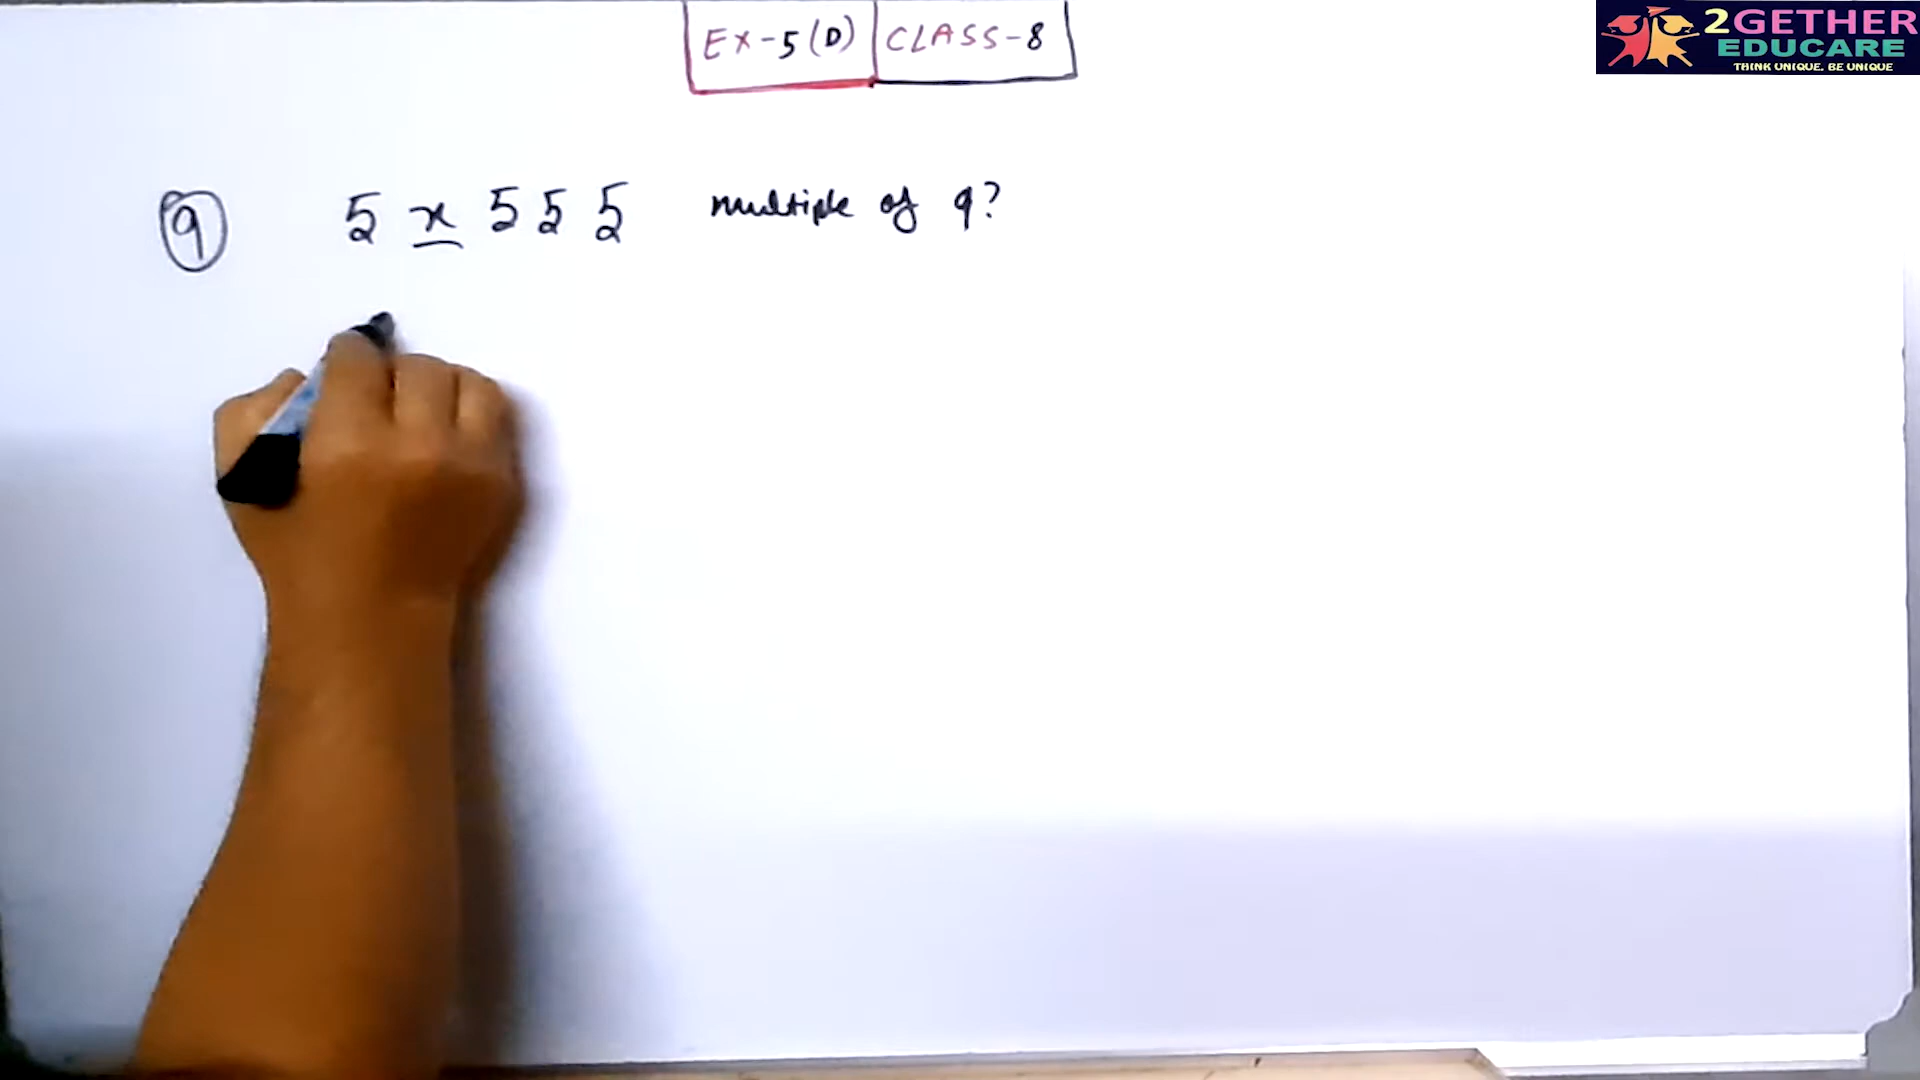 EX-5(D) CLASS-8
2GETHER
EDUCARE
THINK UNIQUE. BE UNIQUE
9 5 x 5 5 5 multiple of 9?